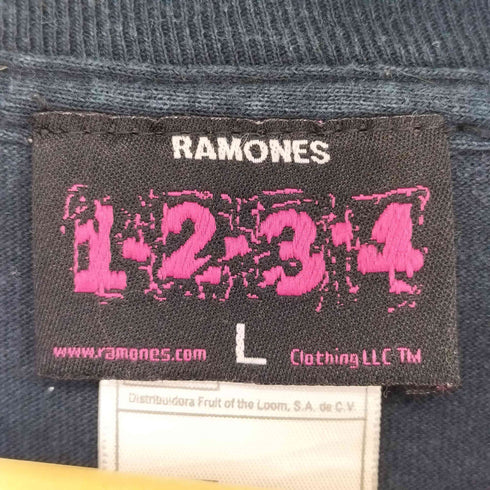 RAMONES
1-2-3-4
www.ramones.com L Clothing LLC TM
Distribuidora Fruit of the Loom, S.A. de C.V.